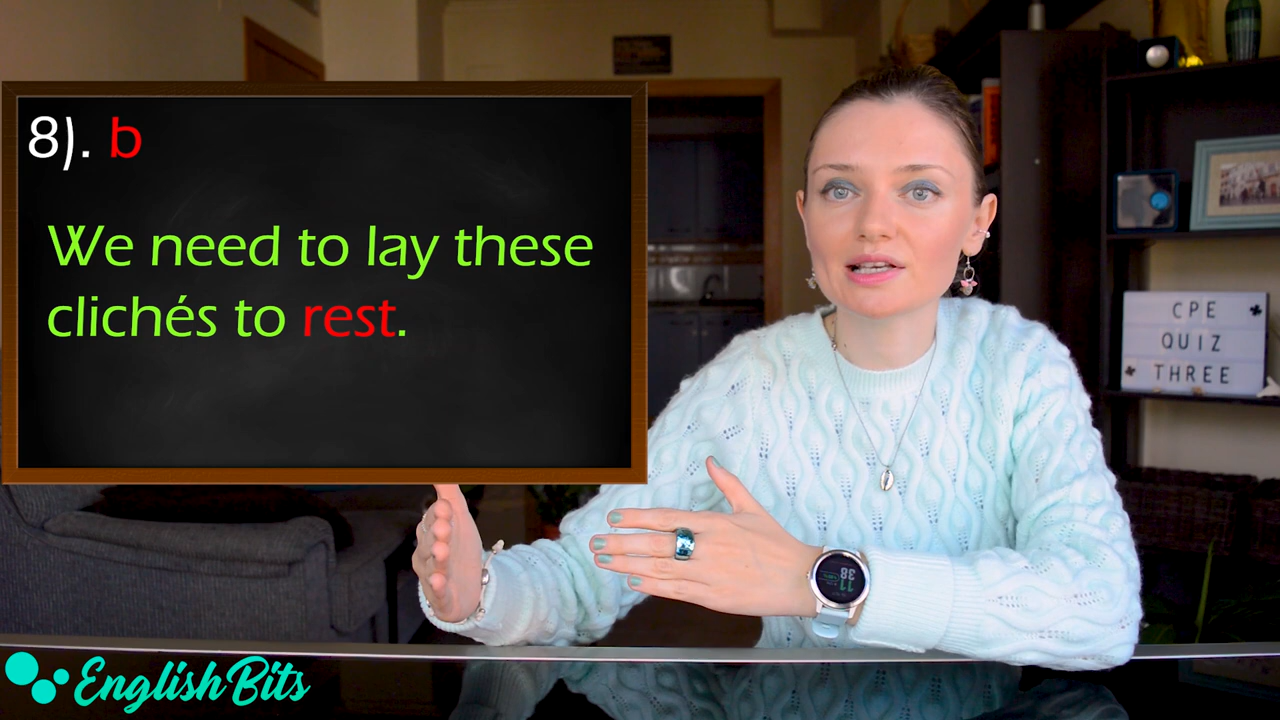 8). b
We need to lay these
clichés to rest.
CPE
QUIZ
THREE
EnglishBits